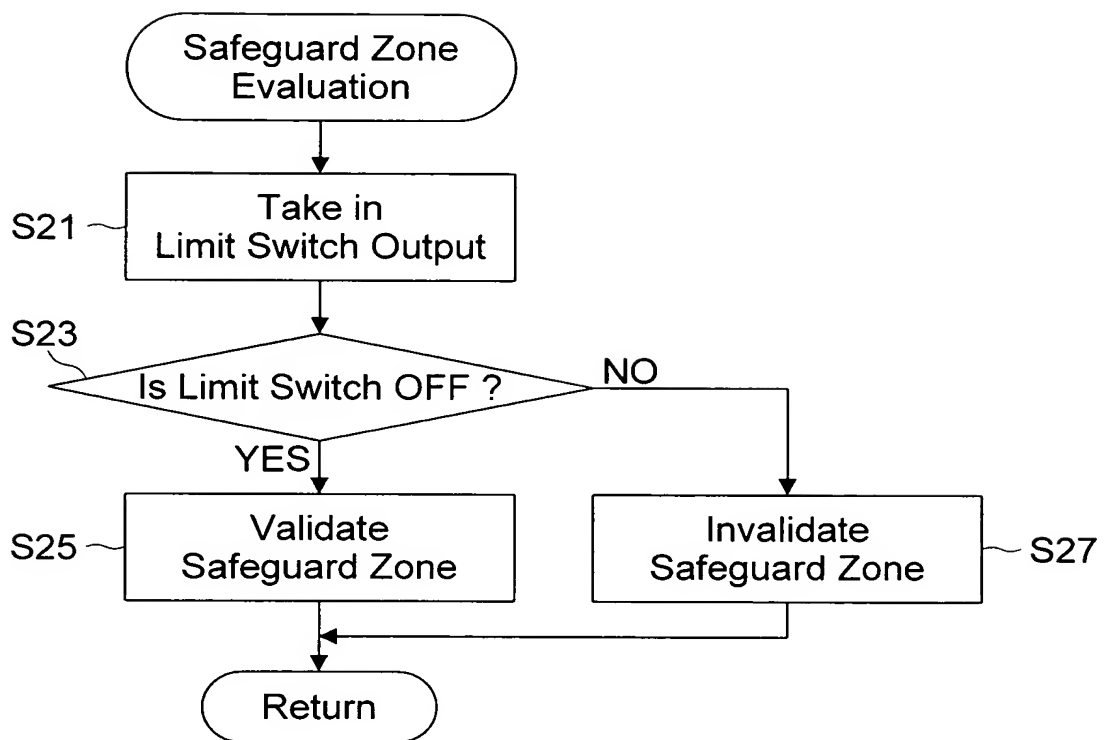 Safeguard Zone
Evaluation
S21
Take in
Limit Switch Output
S23
Is Limit Switch OFF ?
NO
YES
S25
Validate
Safeguard Zone
Invalidate
Safeguard Zone
S27
Return